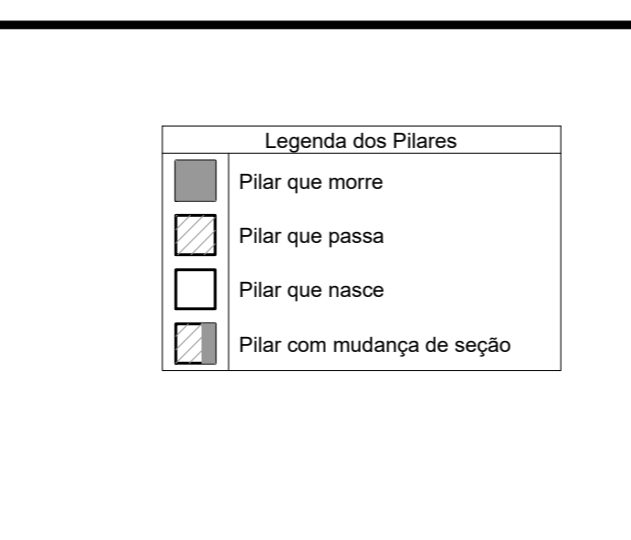 Legenda dos Pilares
Pilar que morre
Pilar que passa
Pilar que nasce
Pilar com mudança de seção